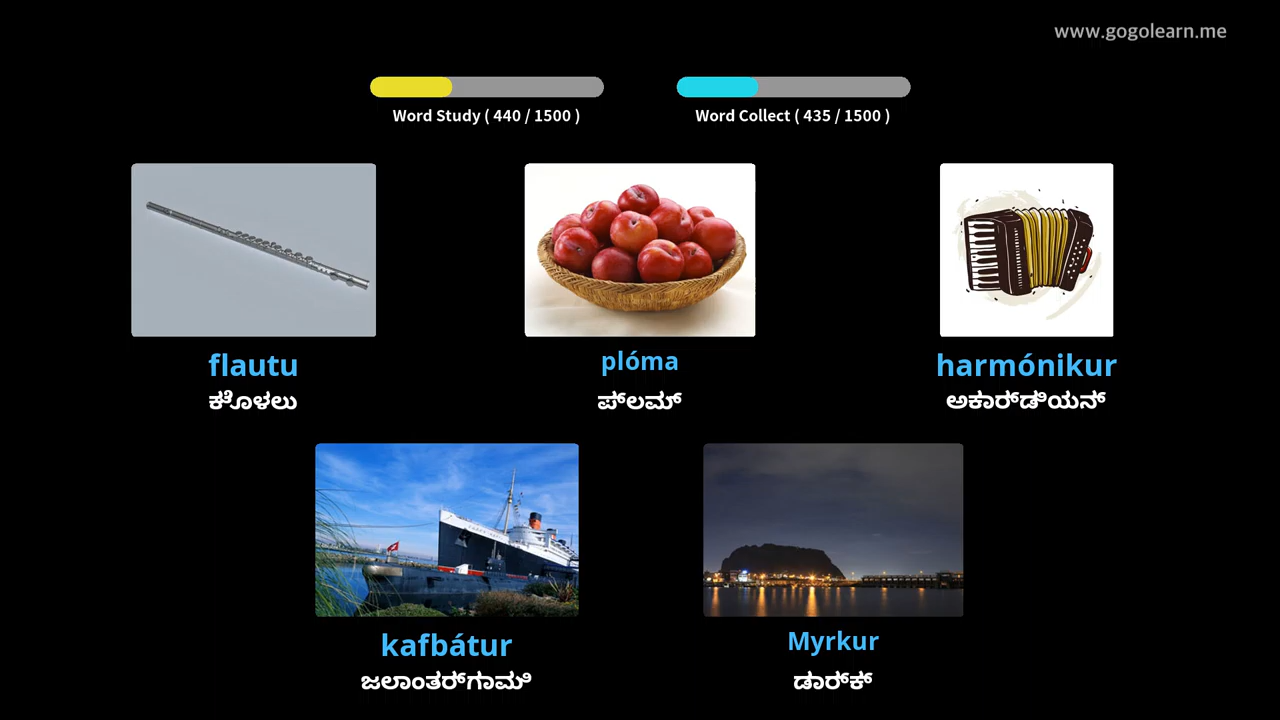 www.gogolearn.me
Word Study ( 440 / 1500 )
Word Collect ( 435 / 1500 )
flautu
ಕೊಳಲು
plóma
ಪ್ಲಮ್
harmónikur
ಅಕಾರ್ಡಿಯನ್
kafbátur
ಜಲಾಂತರ್ಗಾಮಿ
Myrkur
ಡಾರ್ಕ್